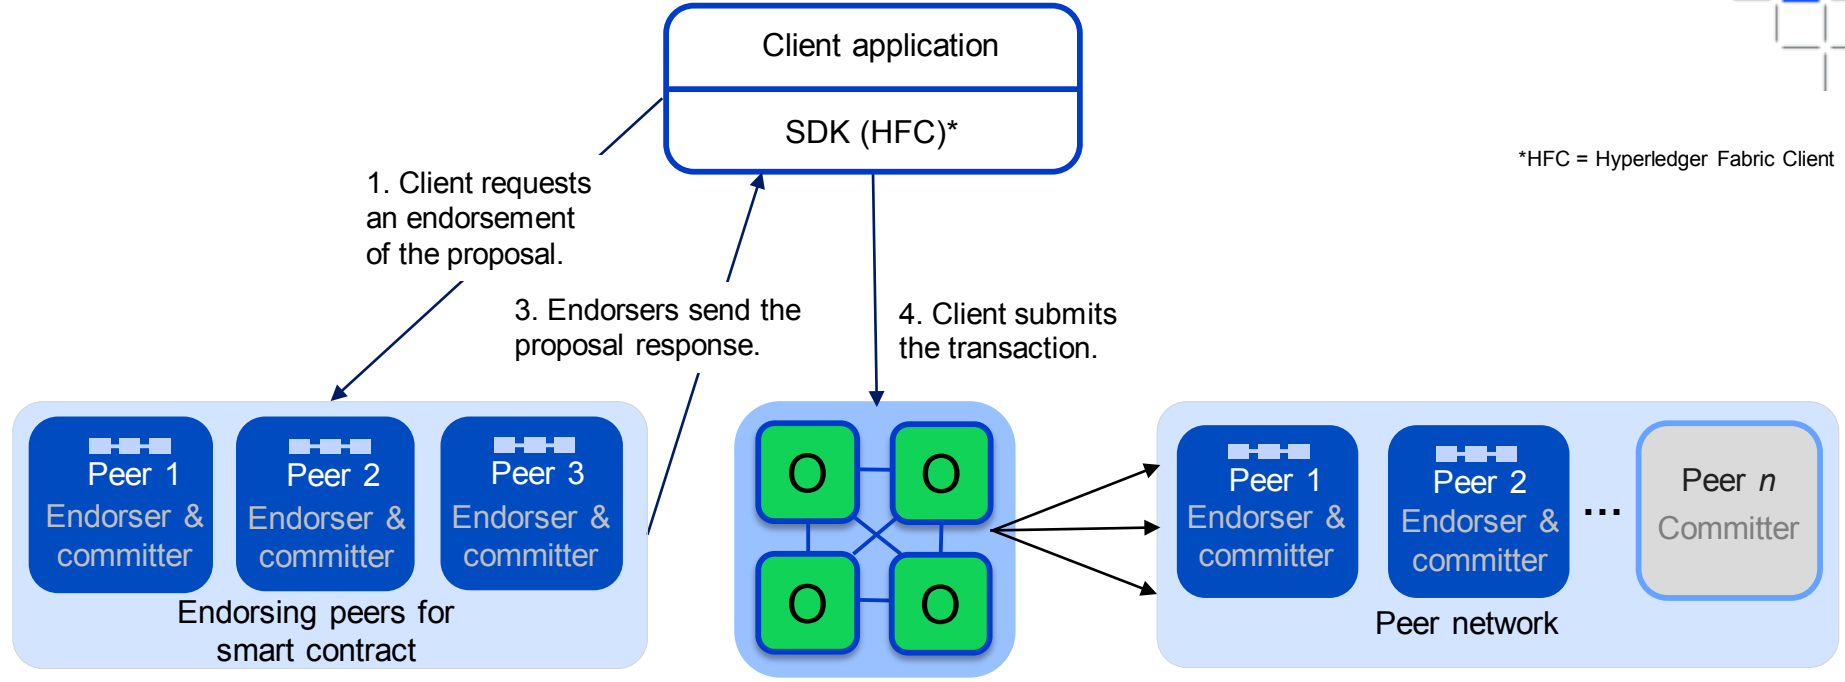 Client application
SDK (HFC)*
*HFC = Hyperledger Fabric Client
1. Client requests
an endorsement
of the proposal.
3. Endorsers send the
proposal response.
4. Client submits
the transaction.
Peer 1
Endorser &
committer
Peer 2
Endorser &
committer
Peer 3
Endorser &
committer
Endorsing peers for
smart contract
O
O
O
O
Peer 1
Endorser &
committer
Peer 2
Endorser &
committer
...
Peer n
Committer
Peer network